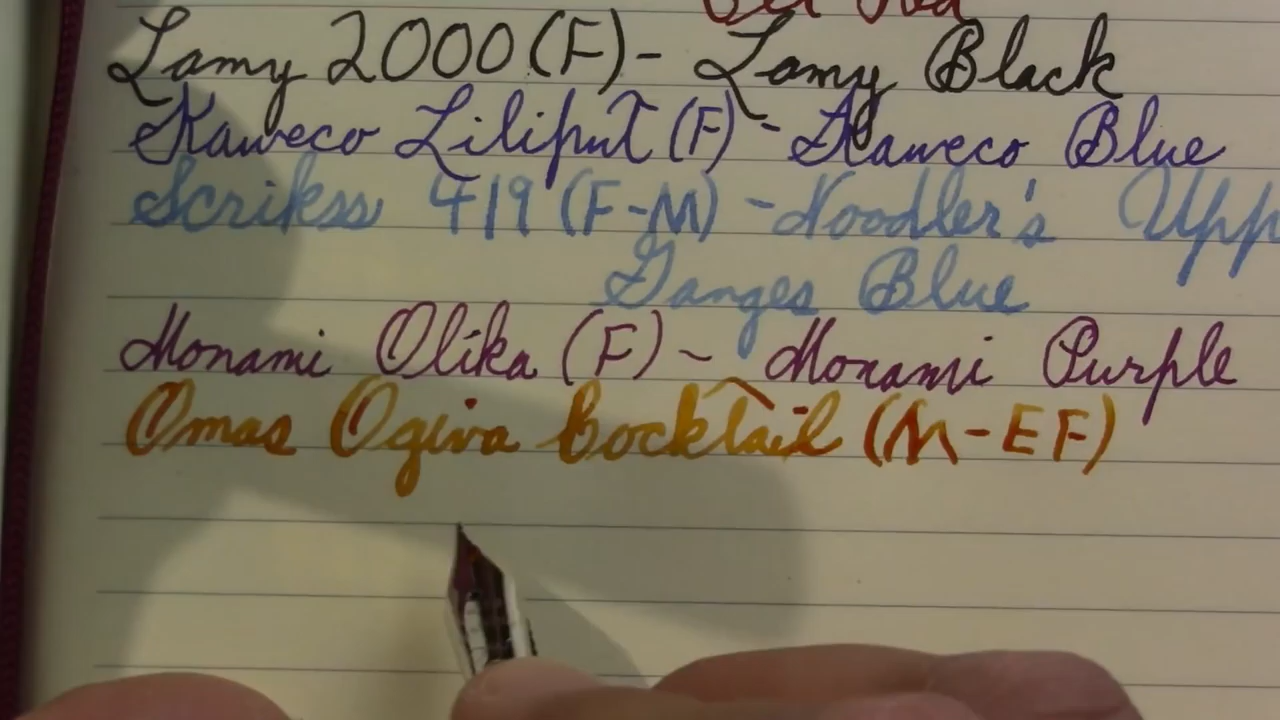 Lamy 2000 (F) - Lamy Black
Kaweco Liliput (F) - Kaweco Blue
Scrikss 419 (F-M) - Noodler's Upp
Ganges Blue
Monami Olika (F) - Monami Purple
Omas Ogiva Cocktail (M-EF)